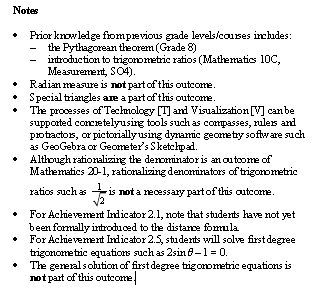 Notes
• Prior knowledge from previous grade levels/courses includes:
– the Pythagorean theorem (Grade 8)
– introduction to trigonometric ratios (Mathematics 10C,
Measurement, SO4).
• Radian measure is not part of this outcome.
• Special triangles are a part of this outcome.
• The processes of Technology [T] and Visualization [V] can be
supported concretely using tools such as compasses, rulers and
protractors, or pictorially using dynamic geometry software such
as GeoGebra or Geometer's Sketchpad.
• Although rationalizing the denominator is an outcome of
Mathematics 20-1, rationalizing denominators of trigonometric
ratios such as 1/√2 is not a necessary part of this outcome.
• For Achievement Indicator 2.1, note that students have not yet
been formally introduced to the distance formula.
• For Achievement Indicator 2.5, students will solve first degree
trigonometric equations such as 2sin θ – 1 = 0.
• The general solution of first degree trigonometric equations is
not part of this outcome.